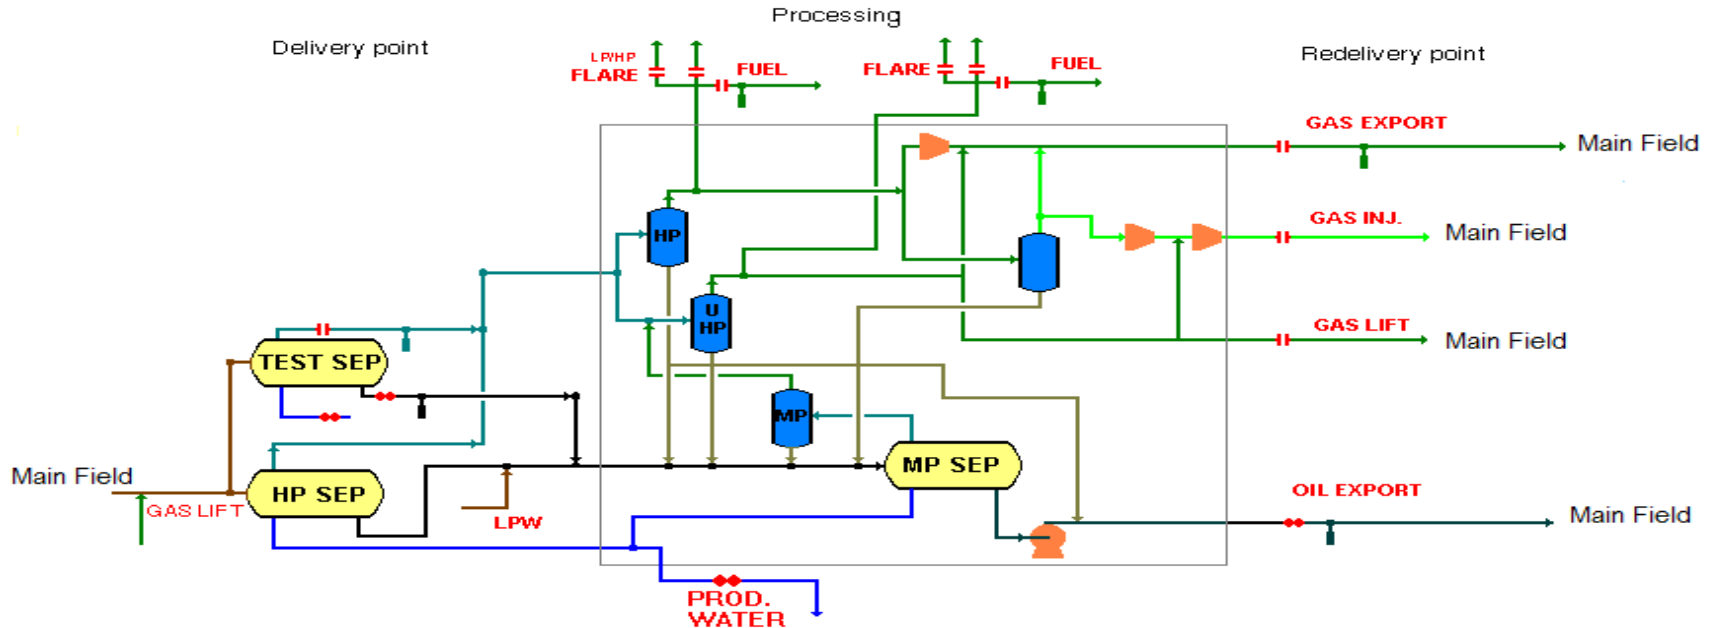 Processing
Delivery point
Redelivery point
LP/HP
FLARE
FUEL
FLARE
FUEL
GAS EXPORT
Main Field
HP
GAS INJ.
Main Field
U
HP
GAS LIFT
Main Field
TEST SEP
MP
MP SEP
Main Field
HP SEP
GAS LIFT
LPW
OIL EXPORT
Main Field
PROD.
WATER